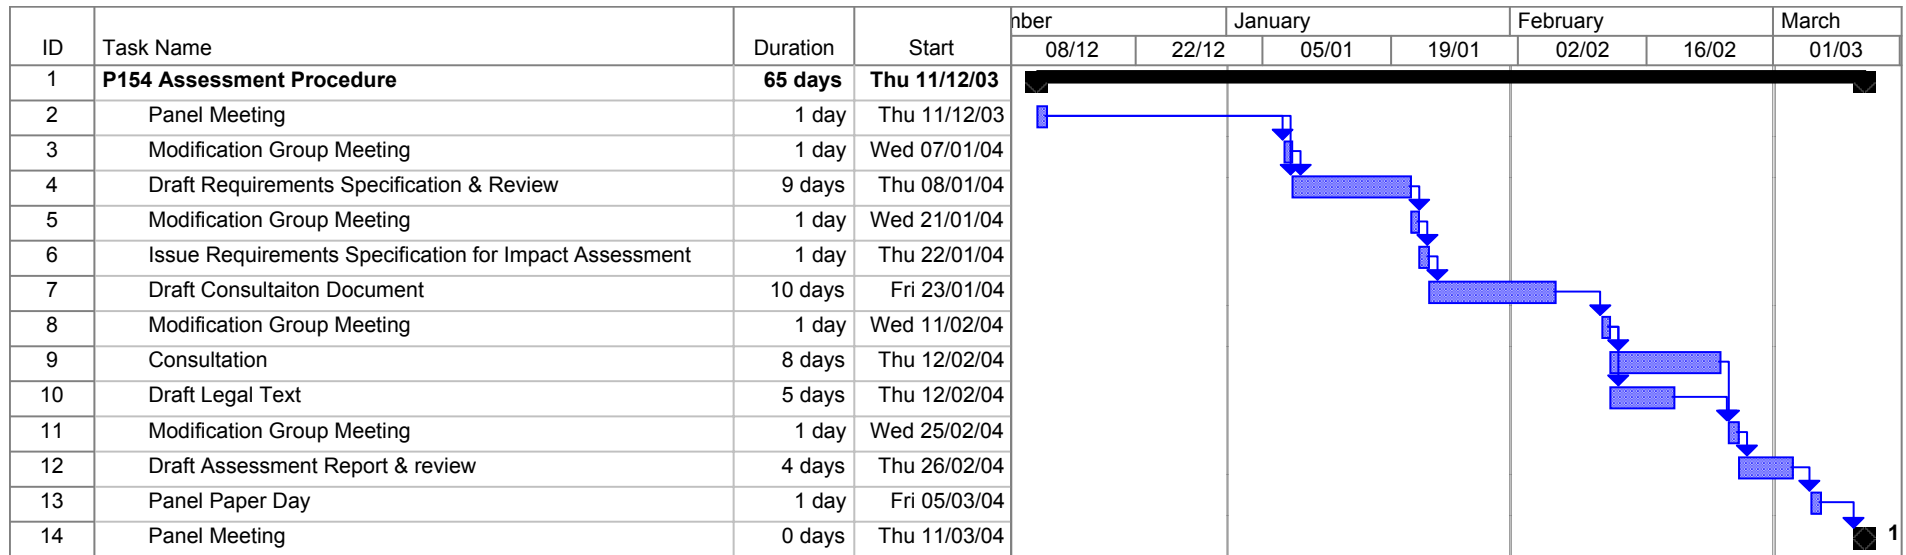 mber January February March
ID Task Name Duration Start 08/12 22/12 05/01 19/01 02/02 16/02 01/03
1 P154 Assessment Procedure 65 days Thu 11/12/03
2 Panel Meeting 1 day Thu 11/12/03
3 Modification Group Meeting 1 day Wed 07/01/04
4 Draft Requirements Specification & Review 9 days Thu 08/01/04
5 Modification Group Meeting 1 day Wed 21/01/04
6 Issue Requirements Specification for Impact Assessment 1 day Thu 22/01/04
7 Draft Consultaiton Document 10 days Fri 23/01/04
8 Modification Group Meeting 1 day Wed 11/02/04
9 Consultation 8 days Thu 12/02/04
10 Draft Legal Text 5 days Thu 12/02/04
11 Modification Group Meeting 1 day Wed 25/02/04
12 Draft Assessment Report & review 4 days Thu 26/02/04
13 Panel Paper Day 1 day Fri 05/03/04
14 Panel Meeting 0 days Thu 11/03/04 1